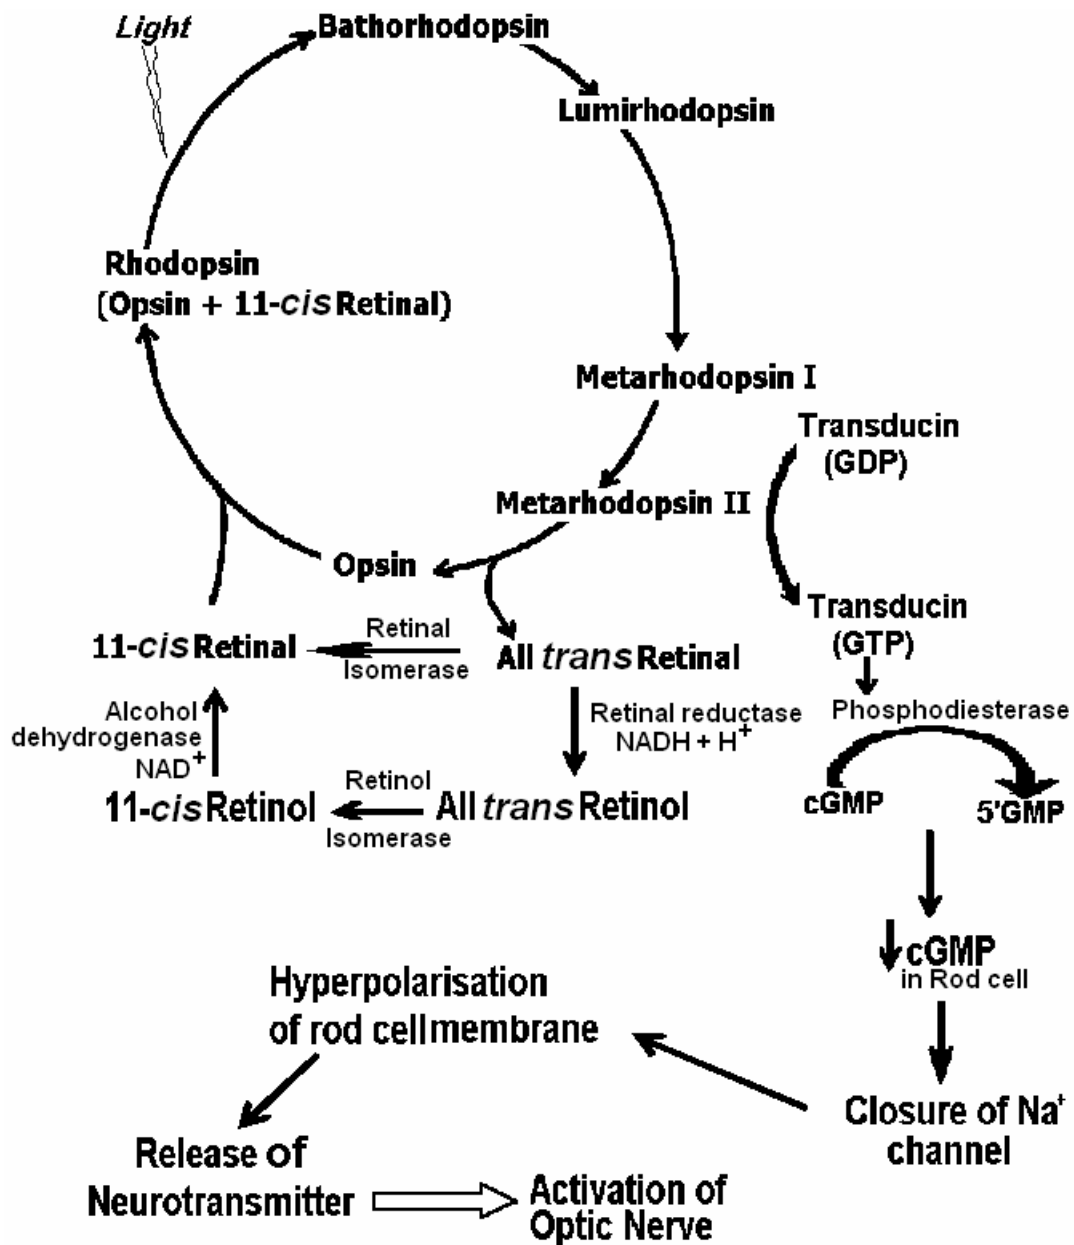 Light
Bathorhodopsin
Lumirhodopsin
Rhodopsin
(Opsin + 11-cis Retinal)
Metarhodopsin I
Transducin
(GDP)
Metarhodopsin II
Opsin
Transducin
(GTP)
11-cis Retinal
Retinal
Isomerase
All trans Retinal
Alcohol
dehydrogenase
NAD+
Retinal reductase
NADH + H+
Phosphodiesterase
11-cis Retinol
Retinol
Isomerase
All trans Retinol
cGMP
5'GMP
cGMP
in Rod cell
Hyperpolarisation
of rod cell membrane
Closure of Na+
channel
Release of
Neurotransmitter
Activation of
Optic Nerve